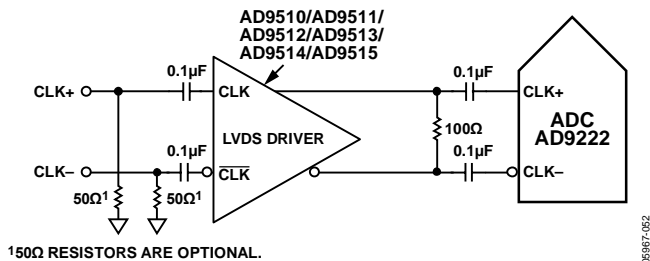 AD9510/AD9511/
AD9512/AD9513/
AD9514/AD9515
0.1µF
CLK+
CLK
LVDS DRIVER
0.1µF
CLK–
CLK
50Ω¹
50Ω¹
0.1µF
CLK+
100Ω
ADC
AD9222
0.1µF
CLK–
¹50Ω RESISTORS ARE OPTIONAL.
05967-052